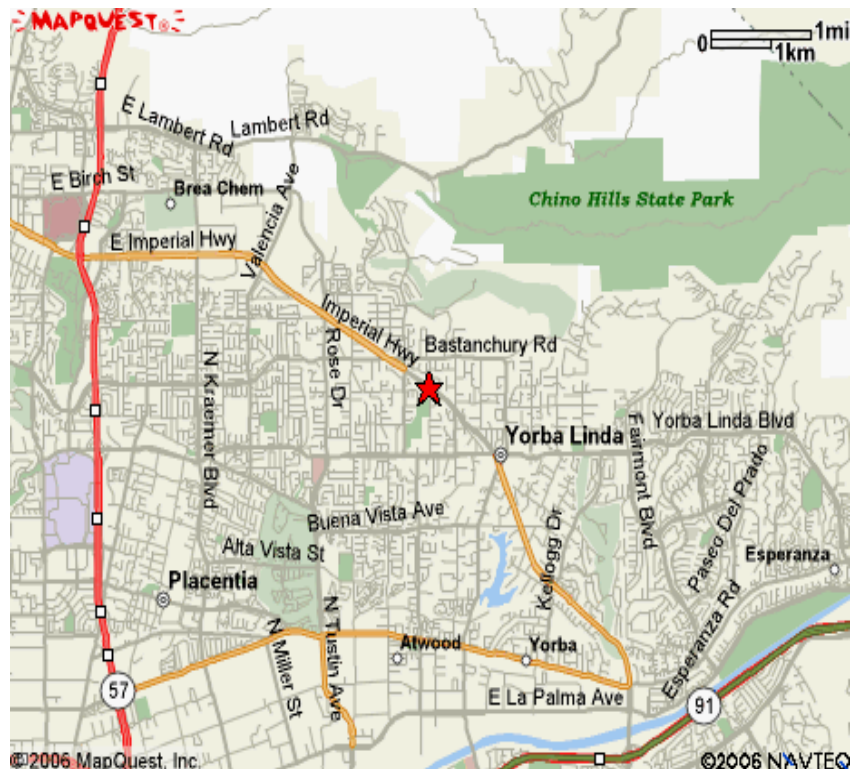 MAPQUEST®
0 1mi
1km
E Lambert Rd
Lambert Rd
E Birch St
Brea Chem
Valencia Ave
Chino Hills State Park
E Imperial Hwy
Imperial Hwy
Bastanchury Rd
Rose Dr
N Kraemer Blvd
Yorba Linda
Fairmont Blvd
Yorba Linda Blvd
Paseo Del Prado
Buena Vista Ave
Alta Vista St
Kellogg Dr
Esperanza
Placentia
N Miller St
N Tustin Ave
Atwood
Yorba
Esperanza Rd
E La Palma Ave
57
91
© 2006 MapQuest, Inc.
©2006 NAVTEQ